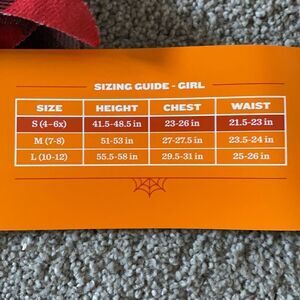 SIZING GUIDE - GIRL
SIZE HEIGHT CHEST WAIST
S (4-6x) 41.5-48.5 in 23-26 in 21.5-23 in
M (7-8) 51-53 in 27-27.5 in 23.5-24 in
L (10-12) 55.5-58 in 29.5-31 in 25-26 in